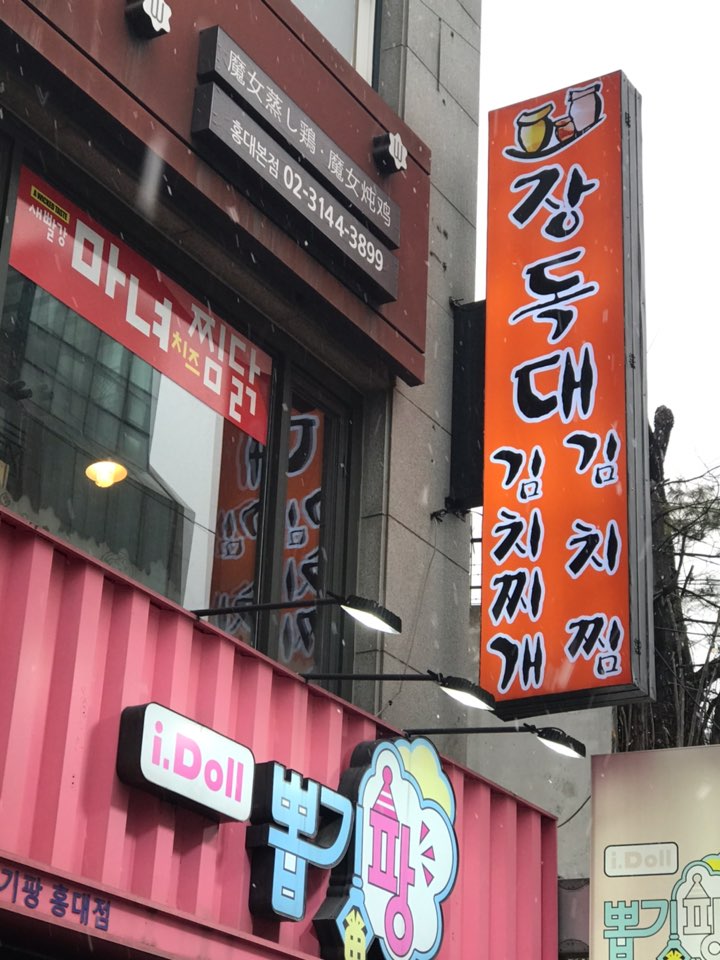 魔女蒸し鶏·魔女炖鸡
홍대본점 02-3144-3899
새빨강
마녀
치즈
찜닭
장독대
김치찌개
김치찜
i.Doll
뽑기팡
기팡 홍대점
i.Doll
뽑기팡